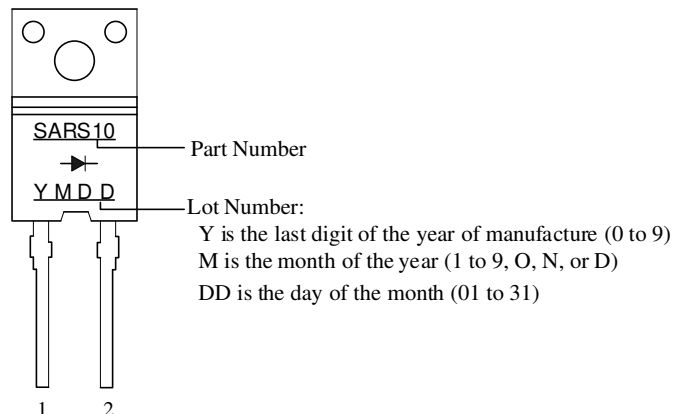 SARS10
Part Number
Y M D D
Lot Number:
Y is the last digit of the year of manufacture (0 to 9)
M is the month of the year (1 to 9, O, N, or D)
DD is the day of the month (01 to 31)
1 2